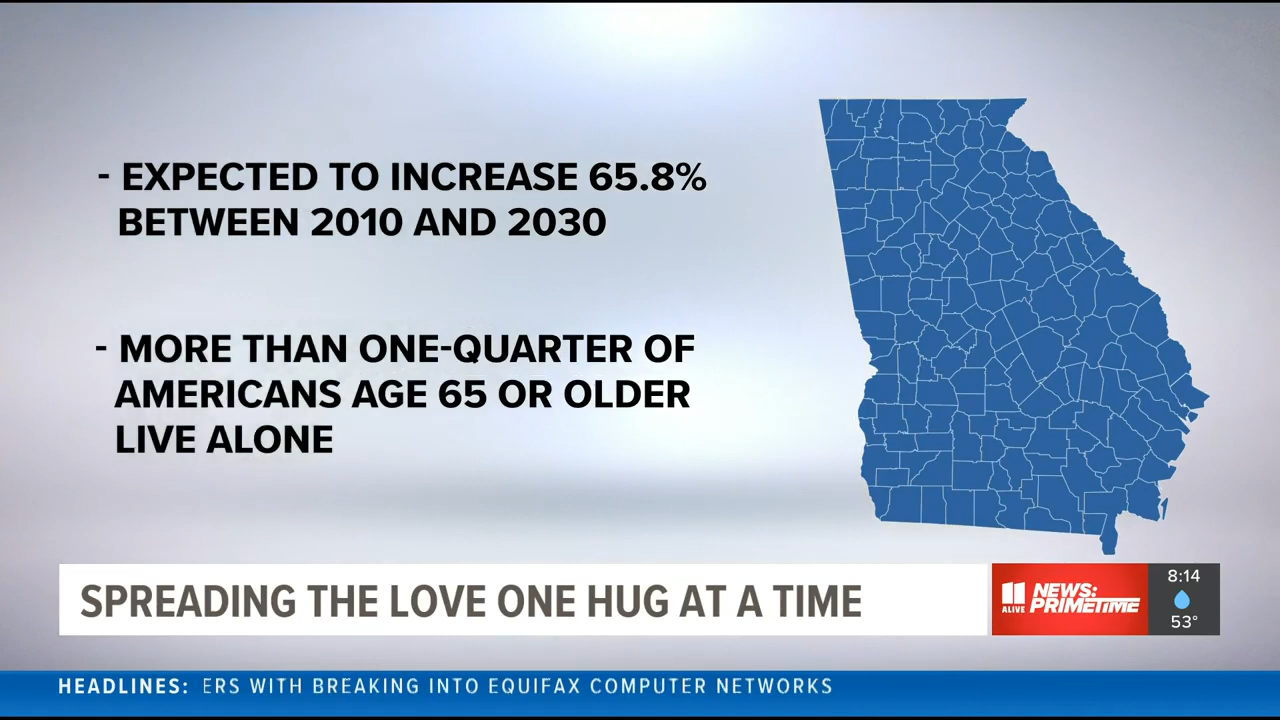 - EXPECTED TO INCREASE 65.8%
BETWEEN 2010 AND 2030
- MORE THAN ONE-QUARTER OF
AMERICANS AGE 65 OR OLDER
LIVE ALONE
SPREADING THE LOVE ONE HUG AT A TIME
11 ALIVE
NEWS:
PRIMETIME
8:14
53°
HEADLINES: ERS WITH BREAKING INTO EQUIFAX COMPUTER NETWORKS